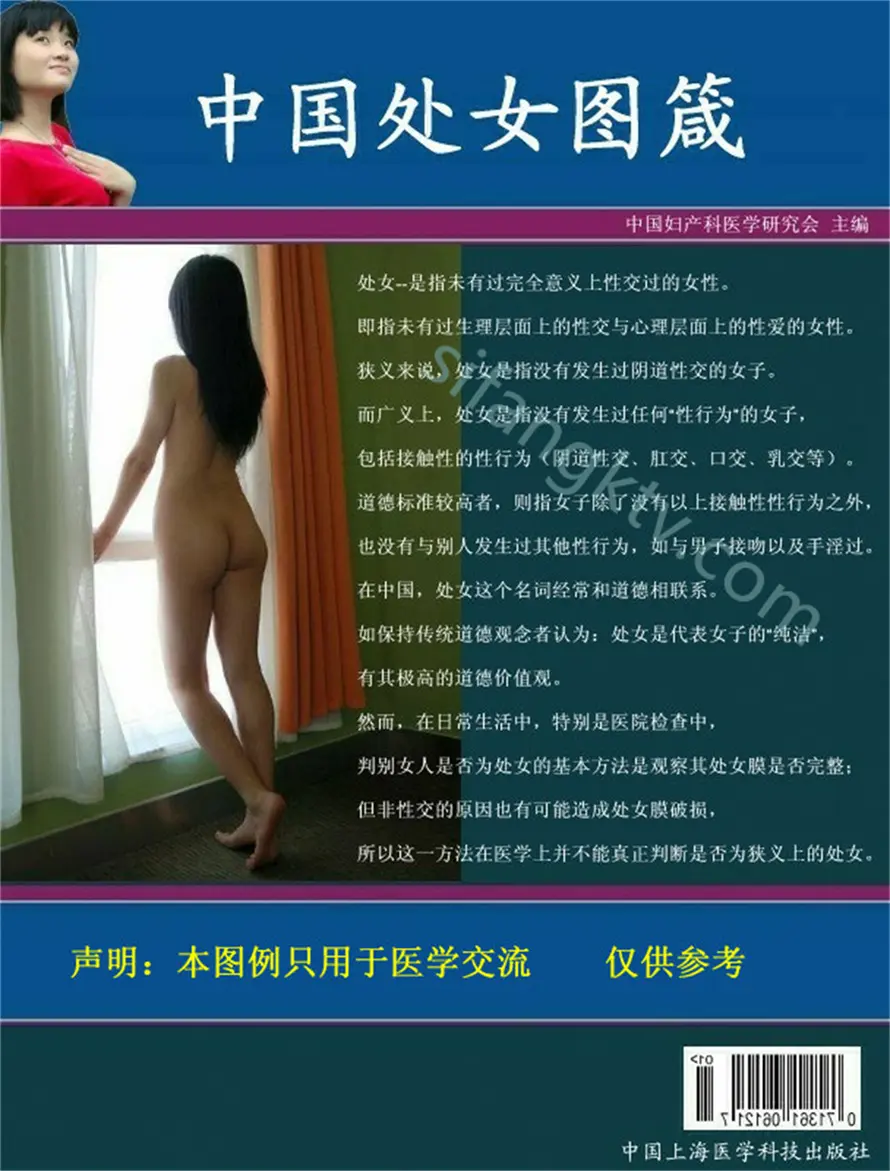 中国处女图箴
中国妇产科医学研究会 主编
处女--是指未有过完全意义上性交过的女性。
即指未有过生理层面上的性交与心理层面上的性爱的女性。
狭义来说，处女是指没有发生过阴道性交的女子。
而广义上，处女是指没有发生过任何“性行为”的女子，
包括接触性的性行为（阴道性交、肛交、口交、乳交等）。
道德标准较高者，则指女子除了没有以上接触性性行为之外，
也没有与别人发生过其他性行为，如与男子接吻以及手淫过。
在中国，处女这个名词经常和道德相联系。
如保持传统道德观念者认为：处女是代表女子的“纯洁”，
有其极高的道德价值观。
然而，在日常生活中，特别是医院检查中，
判别女人是否为处女的基本方法是观察其处女膜是否完整；
但非性交的原因也有可能造成处女膜破损，
所以这一方法在医学上并不能真正判断是否为狭义上的处女。
sifangktv.com
声明：本图例只用于医学交流 仅供参考
01>
0 71361 06121 7
中国上海医学科技出版社